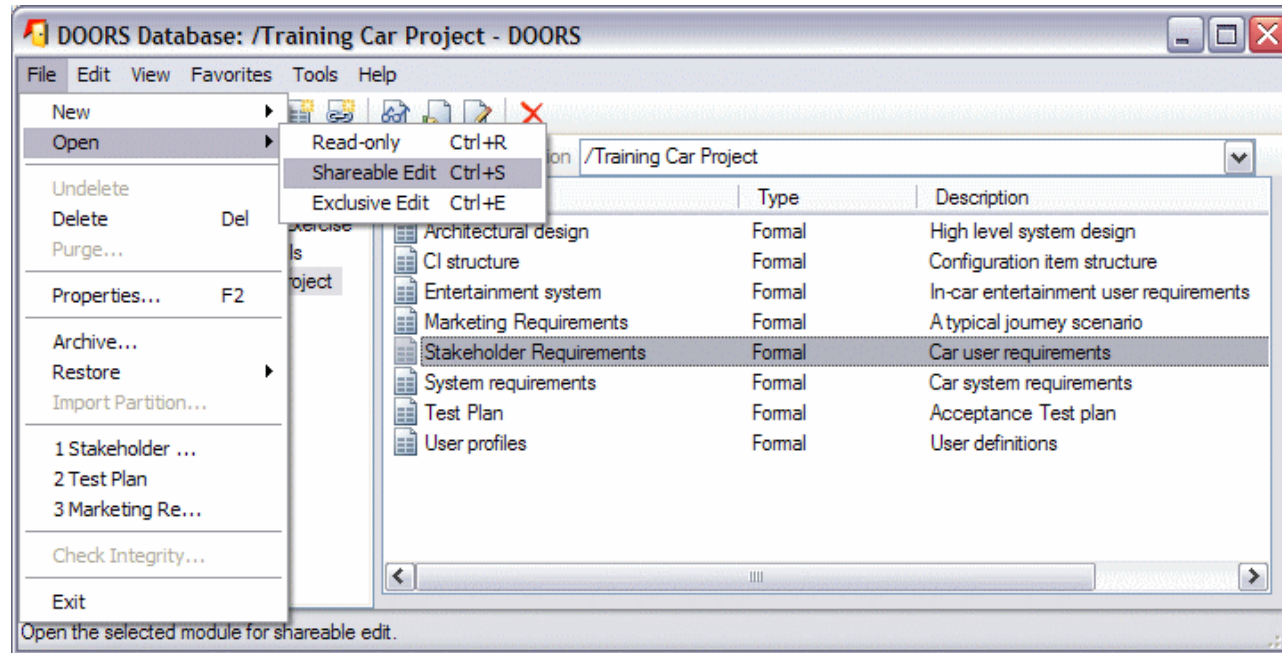 DOORS Database: /Training Car Project - DOORS
File Edit View Favorites Tools Help
New
Open
Undelete
Delete Del
Purge...
Properties... F2
Archive...
Restore
Import Partition...
1 Stakeholder ...
2 Test Plan
3 Marketing Re...
Check Integrity...
Exit
Read-only Ctrl+R
Shareable Edit Ctrl+S
Exclusive Edit Ctrl+E
/Training Car Project
Type Description
Architectural design Formal High level system design
CI structure Formal Configuration item structure
Entertainment system Formal In-car entertainment user requirements
Marketing Requirements Formal A typical journey scenario
Stakeholder Requirements Formal Car user requirements
System requirements Formal Car system requirements
Test Plan Formal Acceptance Test plan
User profiles Formal User definitions
Open the selected module for shareable edit.